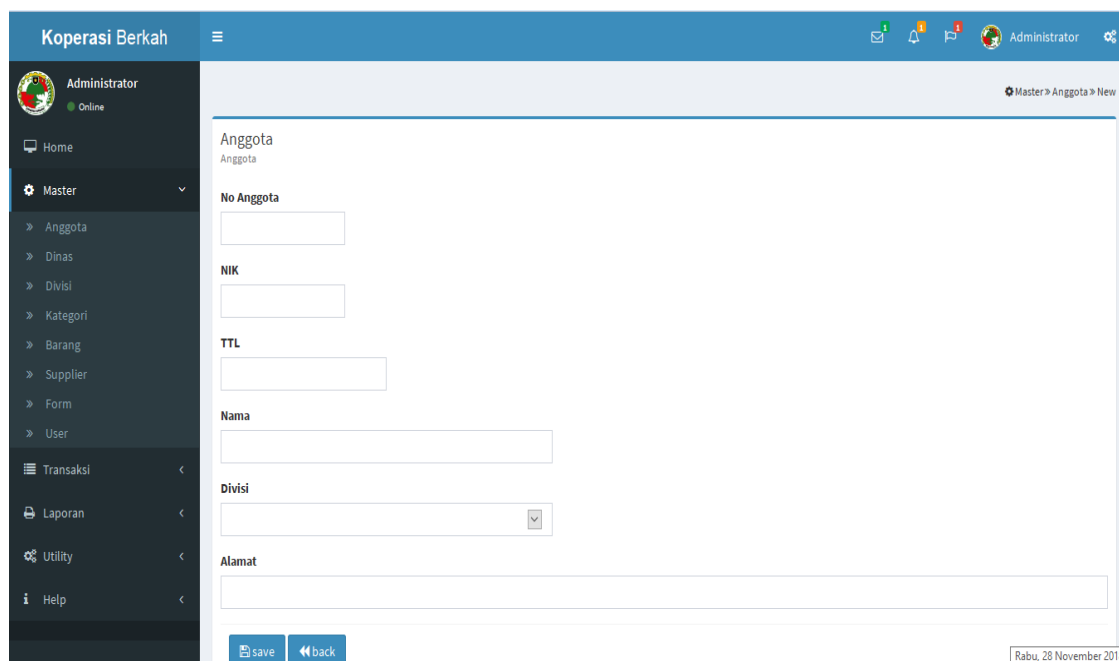 Koperasi Berkah
1
1
1
Administrator
Administrator
Online
Master » Anggota » New
Home
Master
» Anggota
» Dinas
» Divisi
» Kategori
» Barang
» Supplier
» Form
» User
Transaksi
Laporan
Utility
Help
Anggota
Anggota
No Anggota
NIK
TTL
Nama
Divisi
Alamat
save
back
Rabu, 28 November 201